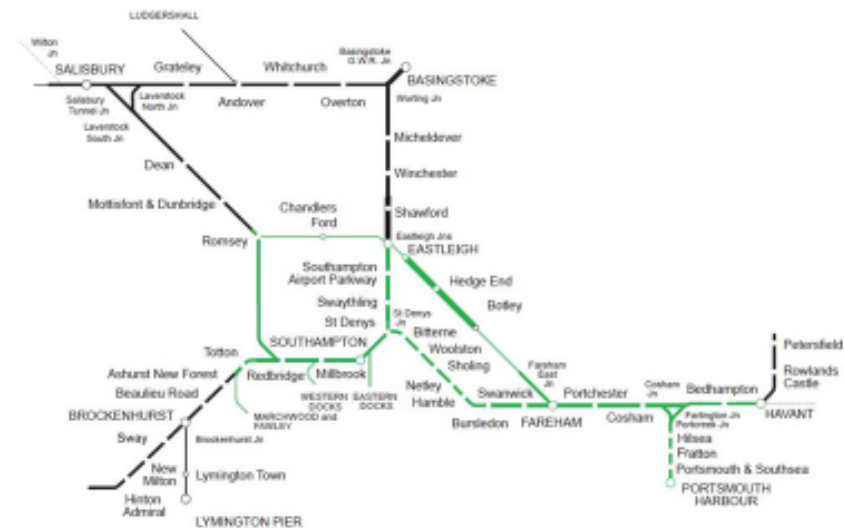 LUDGERSHALL
Wilton
Jn
SALISBURY
Grateley
Whitchurch
Basingstoke
G.W.R. Jn
BASINGSTOKE
Salisbury
Tunnel Jn
Laverstock
North Jn
Andover
Overton
Worting Jn
Laverstock
South Jn
Micheldever
Dean
Winchester
Mottisfont & Dunbridge
Chandlers
Ford
Shawford
Romsey
Eastleigh Jns
EASTLEIGH
Southampton
Airport Parkway
Hedge End
Swaythling
Botley
St Denys
St Denys
Jn
SOUTHAMPTON
Bitterne
Totton
Woolston
Petersfield
Ashurst New Forest
Redbridge
Millbrook
Sholing
Fareham
East
Jn
Rowlands
Castle
Beaulieu Road
WESTERN
DOCKS
EASTERN
DOCKS
Netley
Hamble
Swanwick
Portchester
Cosham
Jn
Bedhampton
BROCKENHURST
MARCHWOOD and
FAWLEY
Bursledon
FAREHAM
Cosham
Farlington Jn
Portcreek Jn
HAVANT
Sway
Brockenhurst Jn
Hilsea
Fratton
New
Milton
Lymington Town
Portsmouth & Southsea
Hinton
Admiral
PORTSMOUTH
HARBOUR
LYMINGTON PIER